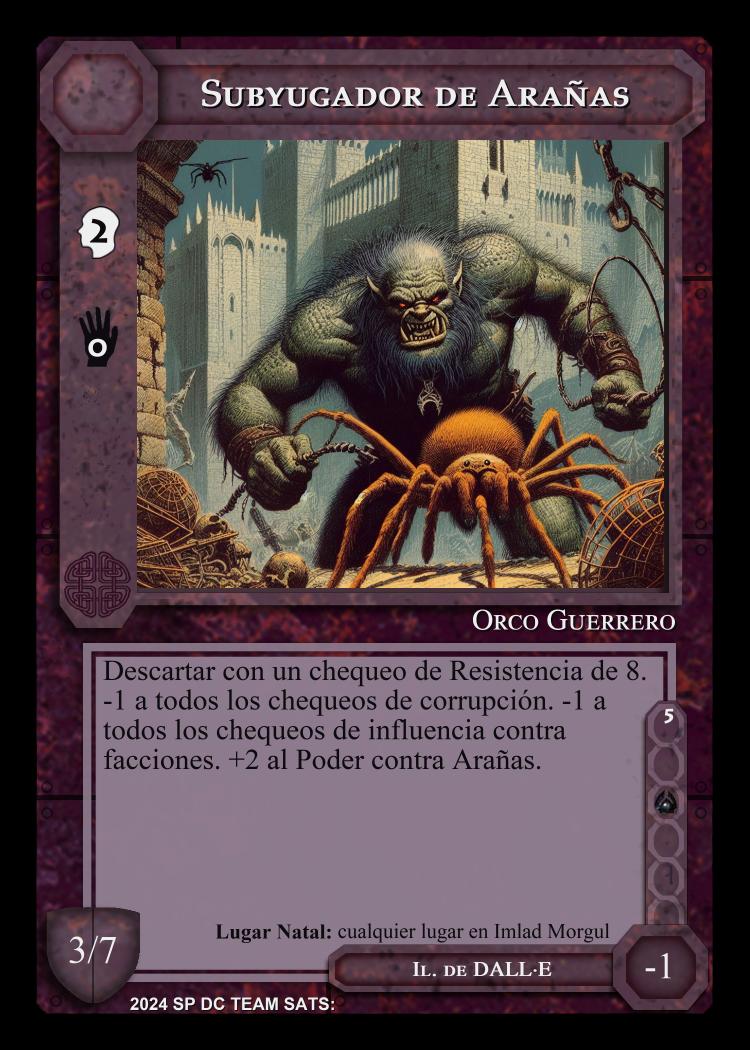 Subyugador de Arañas
2
0
Orco Guerrero
Descartar con un chequeo de Resistencia de 8.
-1 a todos los chequeos de corrupción. -1 a
todos los chequeos de influencia contra
facciones. +2 al Poder contra Arañas.
5
Lugar Natal: cualquier lugar en Imlad Morgul
3/7
Il. de DALL·E
-1
2024 SP DC TEAM SATS: